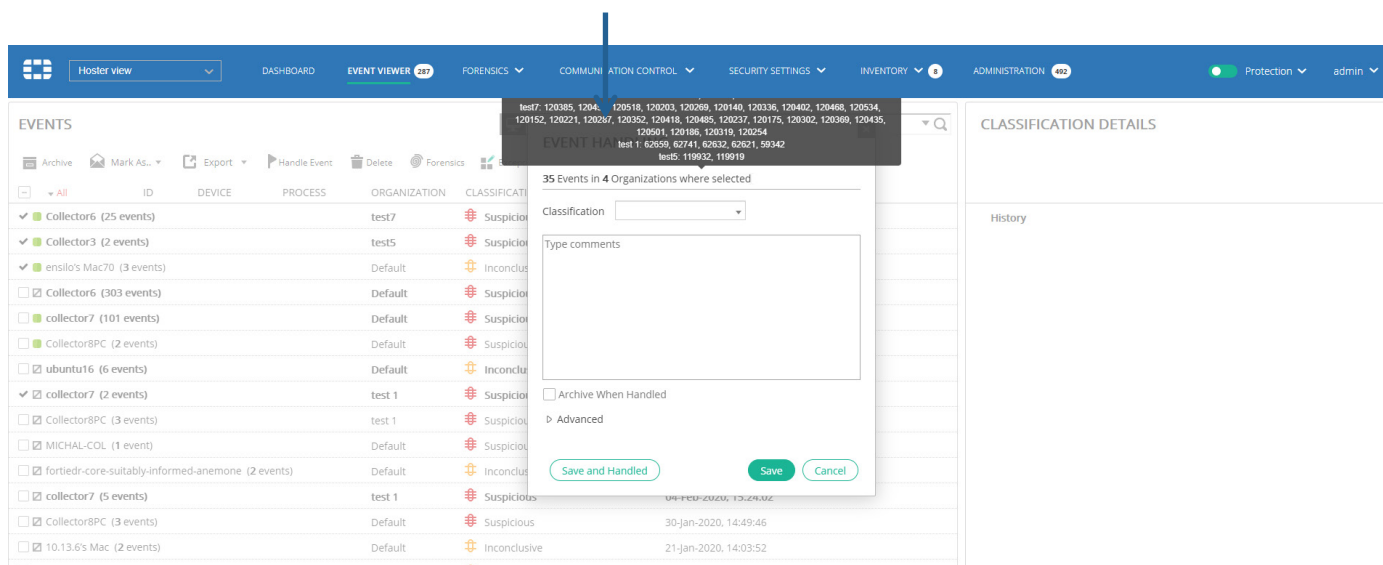 Hoster view
DASHBOARD
EVENT VIEWER 287
FORENSICS
COMMUNICATION CONTROL
SECURITY SETTINGS
INVENTORY 8
ADMINISTRATION 492
Protection
admin
EVENTS
Archive
Mark As..
Export
Handle Event
Delete
Forensics
All ID DEVICE PROCESS ORGANIZATION CLASSIFICATI
Collector6 (25 events) test7 Suspiciou
Collector3 (2 events) test5 Suspiciou
ensilo's Mac70 (3 events) Default Inconclus
Collector6 (303 events) Default Suspiciou
collector7 (101 events) Default Suspiciou
Collector8PC (2 events) Default Suspiciou
ubuntu16 (6 events) Default Inconclu
collector7 (2 events) test 1 Suspiciou
Collector8PC (3 events) test 1 Suspiciou
MICHAL-COL (1 event) Default Suspiciou
fortiedr-core-suitably-informed-anemone (2 events) Default Inconclus
collector7 (5 events) test 1 Suspicious 04-Feb-2020, 15:24:02
Collector8PC (3 events) Default Suspicious 30-Jan-2020, 14:49:46
10.13.6's Mac (2 events) Default Inconclusive 21-Jan-2020, 14:03:52
test7: 120385, 120518, 120203, 120269, 120140, 120336, 120402, 120468, 120534,
120152, 120221, 120287, 120352, 120418, 120485, 120237, 120175, 120302, 120369, 120435,
120501, 120186, 120319, 120254
test 1: 62659, 62741, 62632, 62621, 59342
test5: 119932, 119919
EVENT HAN
35 Events in 4 Organizations where selected
Classification
Type comments
Archive When Handled
Advanced
Save and Handled
Save
Cancel
CLASSIFICATION DETAILS
History